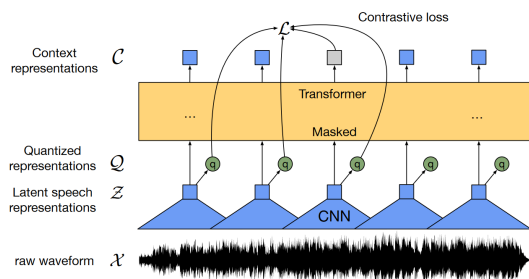 Contrastive loss
L
Context
representations C
Transformer
... ...
Masked
Quantized
representations Q
q q q q q
Latent speech
representations Z
CNN
raw waveform X